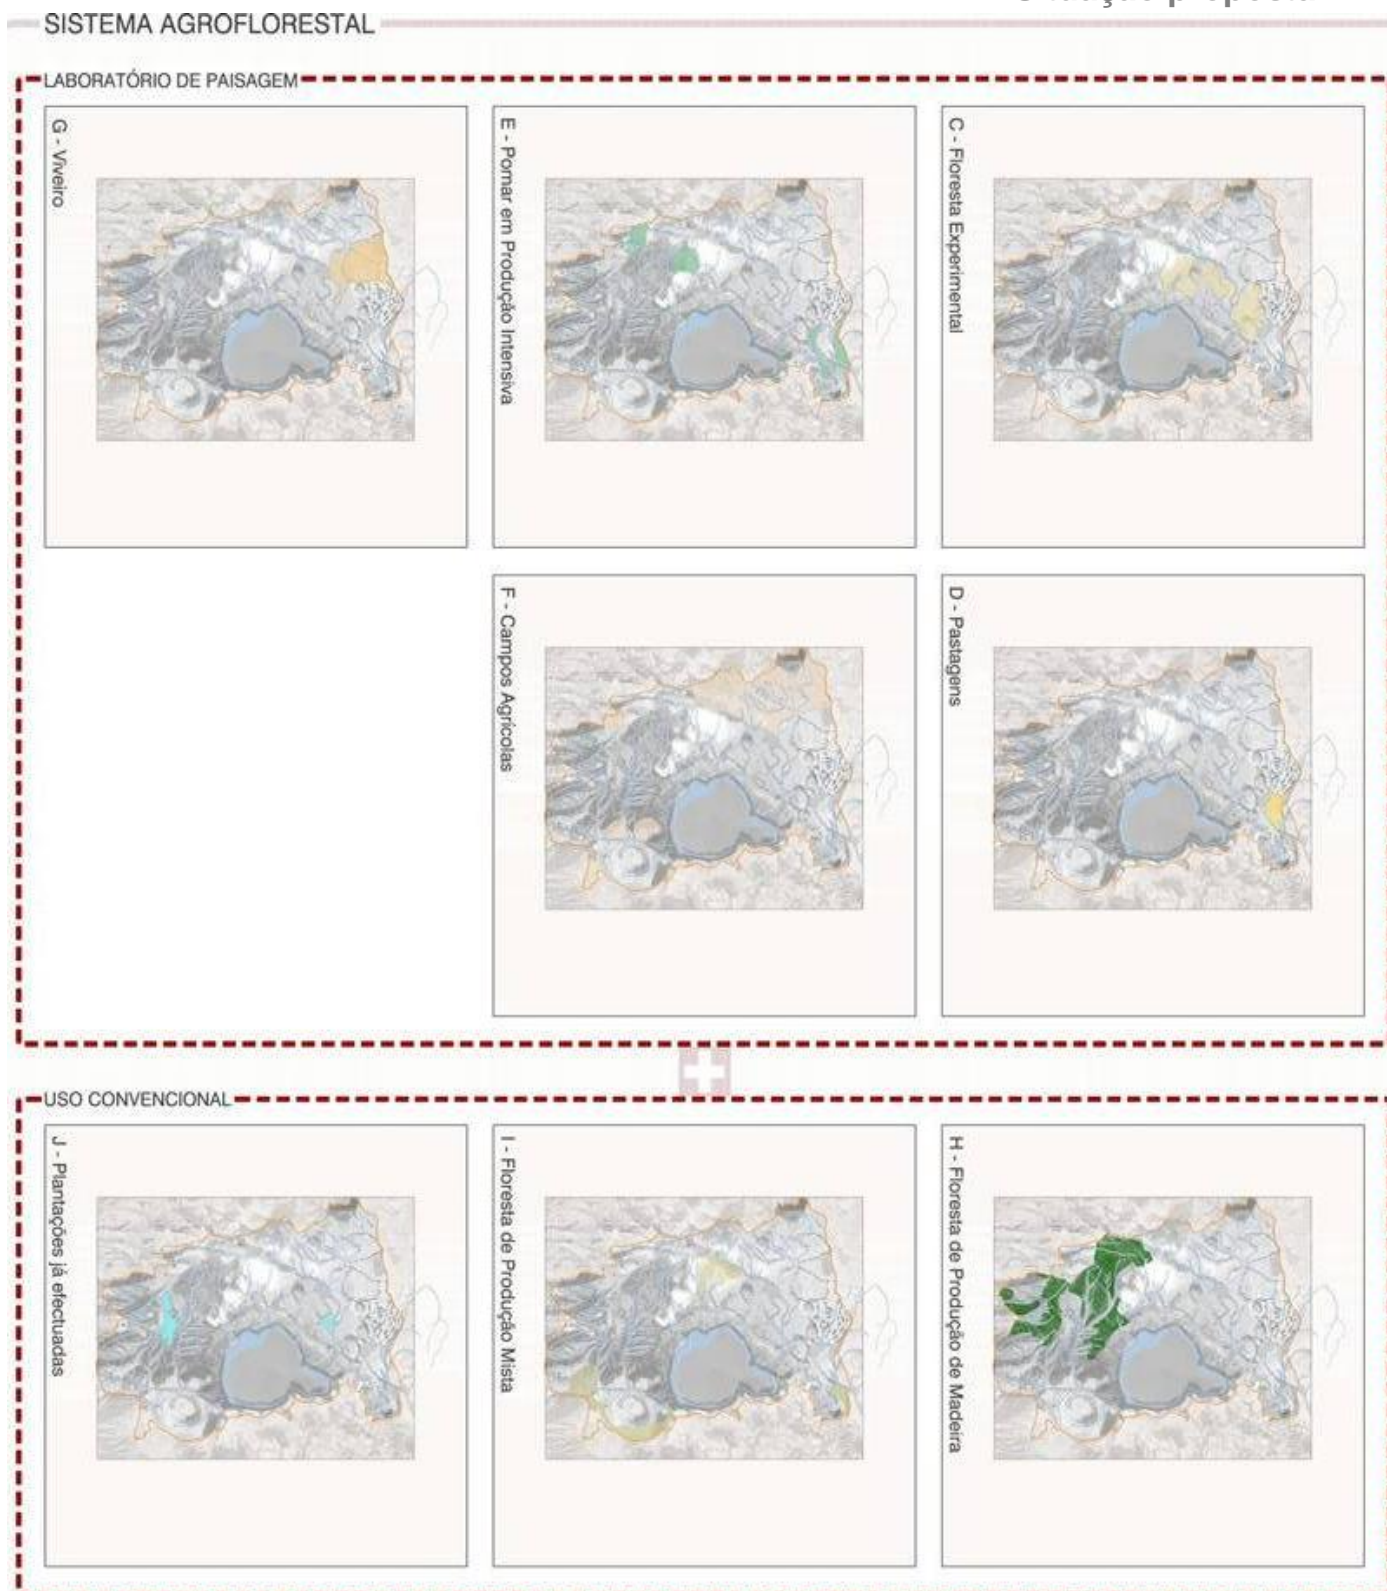 SISTEMA AGROFLORESTAL
LABORATÓRIO DE PAISAGEM
G - Viveiro
E - Pomar em Produção Intensiva
C - Floresta Experimental
F - Campos Agrícolas
D - Pastagens
USO CONVENCIONAL
J - Plantações já efectuadas
I - Floresta de Produção Mista
H - Floresta de Produção de Madeira